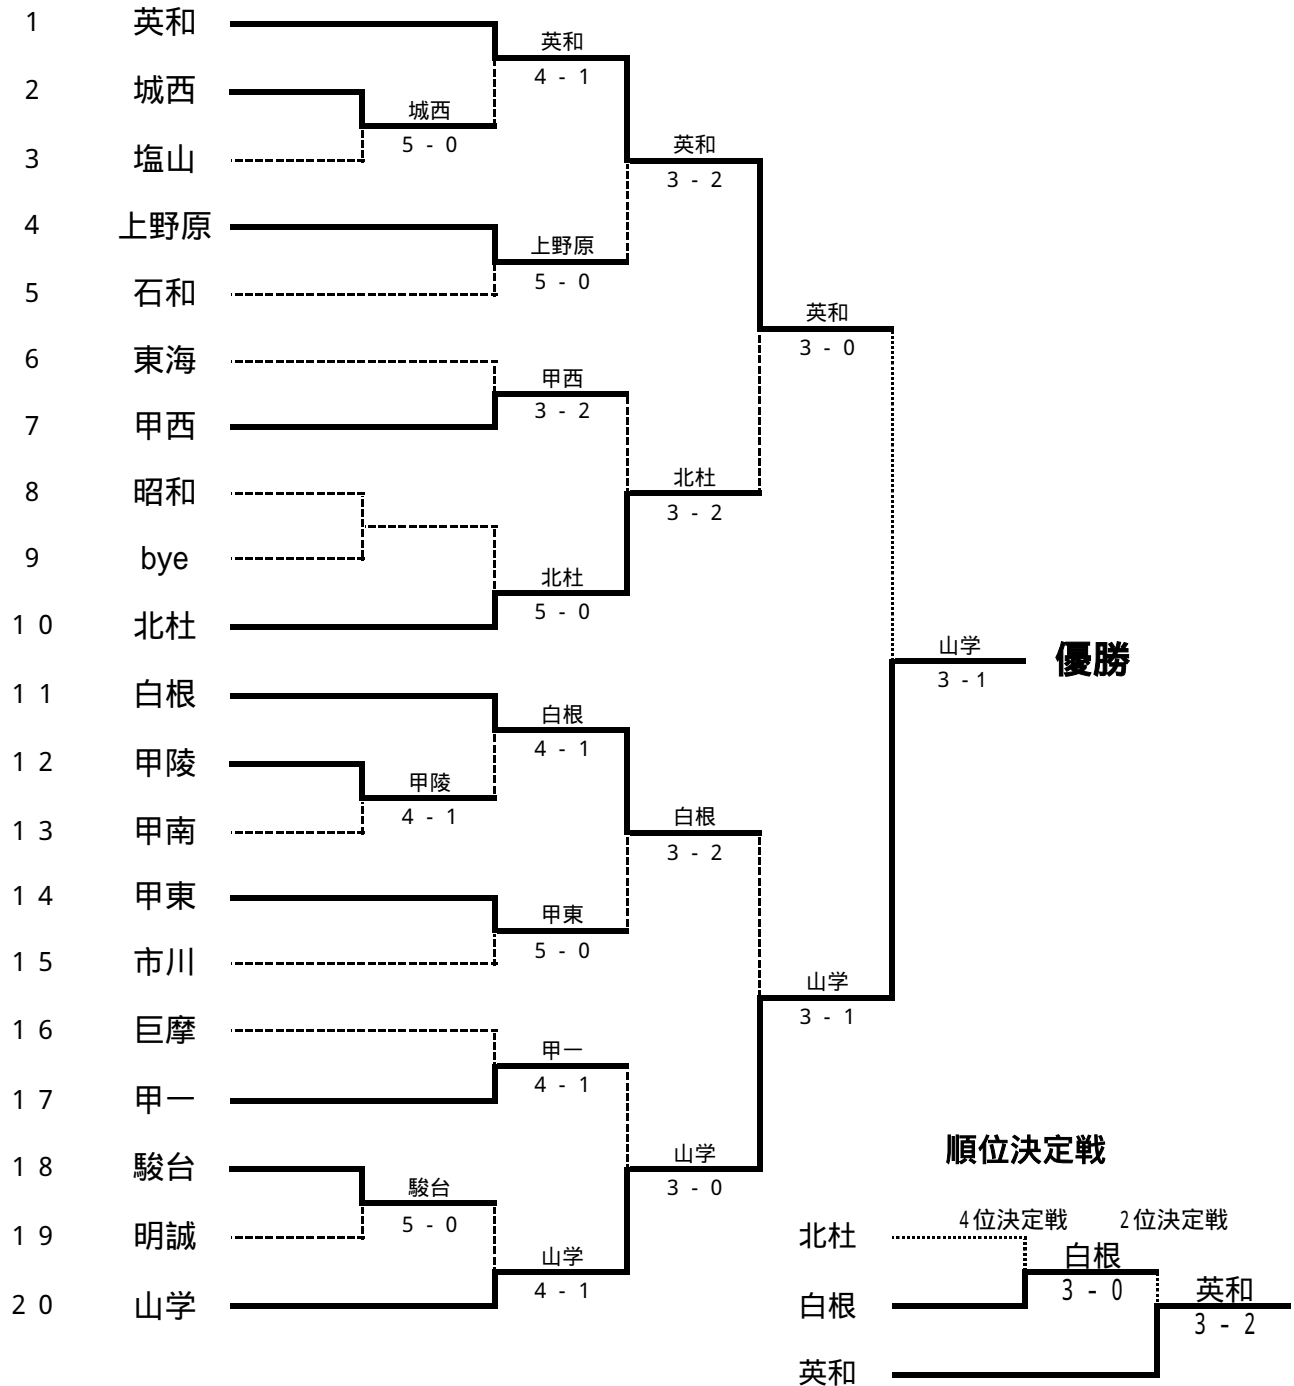 1 英和
英和
4 - 1
2 城西
城西
5 - 0
英和
3 - 2
3 塩山
4 上野原
上野原
5 - 0
5 石和
英和
3 - 0
6 東海
甲西
3 - 2
7 甲西
北杜
3 - 2
8 昭和
9 bye
北杜
5 - 0
10 北杜
山学
3 - 1
優勝
11 白根
白根
4 - 1
12 甲陵
甲陵
4 - 1
13 甲南
白根
3 - 2
14 甲東
甲東
5 - 0
15 市川
山学
3 - 1
16 巨摩
甲一
4 - 1
17 甲一
18 駿台
山学
3 - 0
駿台
5 - 0
19 明誠
山学
4 - 1
20 山学
順位決定戦
4位決定戦 2位決定戦
北杜
白根
3 - 0
白根
英和
3 - 2
英和